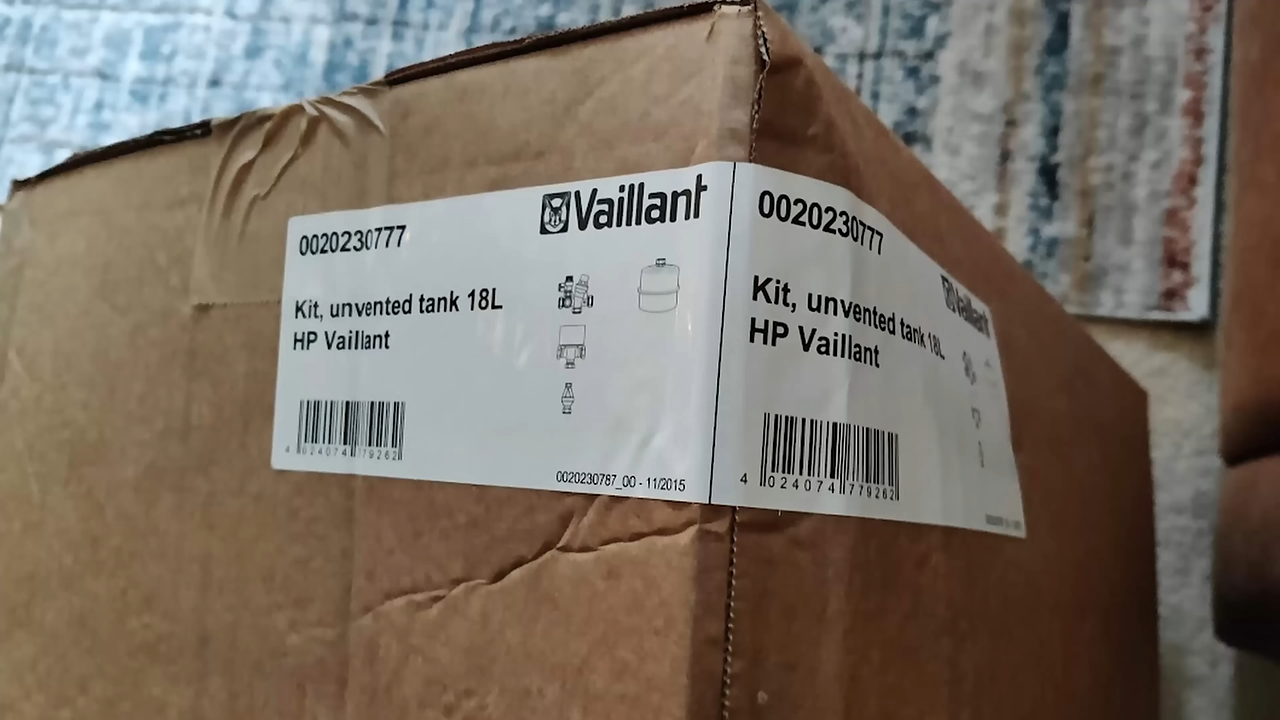 Vaillant
0020230777
Kit, unvented tank 18L
HP Vaillant
4 024074 779262
0020230787_00 - 11/2015
0020230777
Vaillant
Kit, unvented tank 18L
HP Vaillant
4 024074 779262